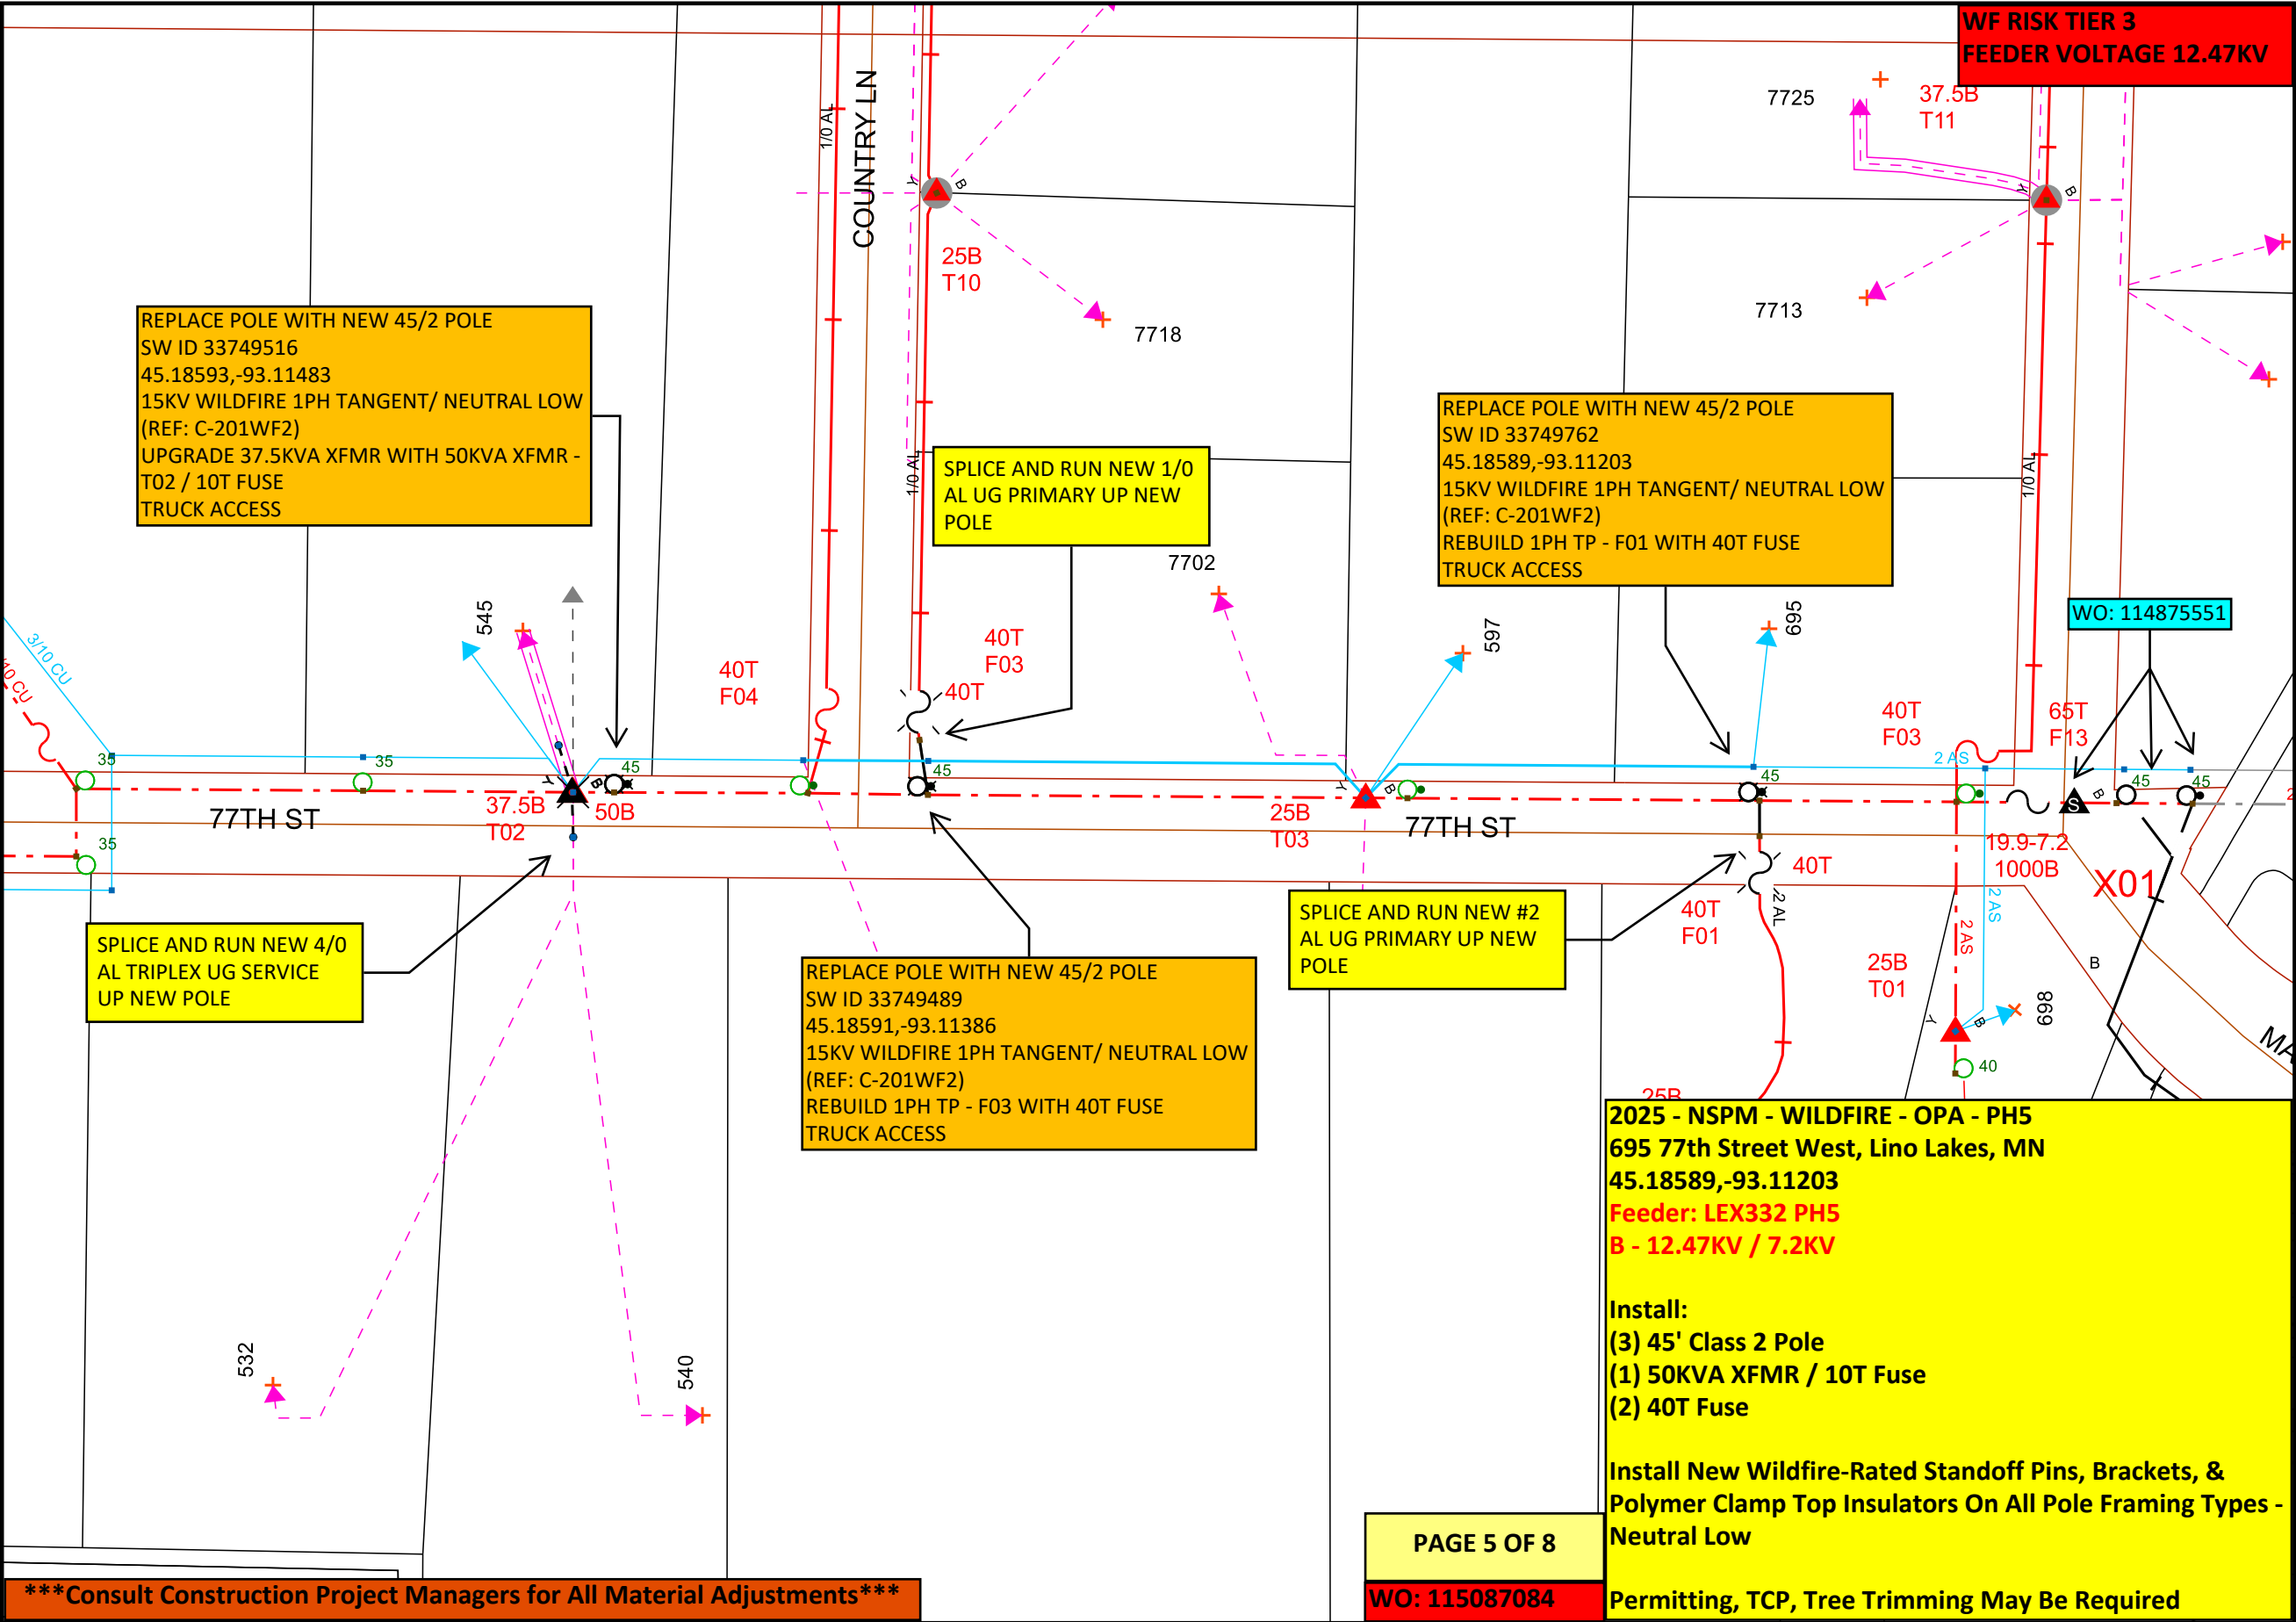 WF RISK TIER 3
FEEDER VOLTAGE 12.47KV
7725
37.5B
T11
1/0 AL
COUNTRY LN
Y
B
Y
B
25B
T10
7718
7713
REPLACE POLE WITH NEW 45/2 POLE
SW ID 33749516
45.18593,-93.11483
15KV WILDFIRE 1PH TANGENT/ NEUTRAL LOW
(REF: C-201WF2)
UPGRADE 37.5KVA XFMR WITH 50KVA XFMR -
T02 / 10T FUSE
TRUCK ACCESS
REPLACE POLE WITH NEW 45/2 POLE
SW ID 33749762
45.18589,-93.11203
15KV WILDFIRE 1PH TANGENT/ NEUTRAL LOW
(REF: C-201WF2)
REBUILD 1PH TP - F01 WITH 40T FUSE
TRUCK ACCESS
1/0 AL
SPLICE AND RUN NEW 1/0
AL UG PRIMARY UP NEW
POLE
1/0 AL
7702
545
597
695
WO: 114875551
3/10 CU
/10 CU
40T
F04
40T
F03
40T
40T
F03
65T
F13
2 AS
35
35
45
45
45
45
45
Y
B
Y
B
S
B
37.5B
T02
50B
77TH ST
25B
T03
77TH ST
19.9-7.2
1000B
X01
35
40T
2 AL
40T
F01
2 AS
2 AS
SPLICE AND RUN NEW 4/0
AL TRIPLEX UG SERVICE
UP NEW POLE
SPLICE AND RUN NEW #2
AL UG PRIMARY UP NEW
POLE
REPLACE POLE WITH NEW 45/2 POLE
SW ID 33749489
45.18591,-93.11386
15KV WILDFIRE 1PH TANGENT/ NEUTRAL LOW
(REF: C-201WF2)
REBUILD 1PH TP - F03 WITH 40T FUSE
TRUCK ACCESS
25B
T01
B
Y
B
698
MA
40
25B
2025 - NSPM - WILDFIRE - OPA - PH5
695 77th Street West, Lino Lakes, MN
45.18589,-93.11203
Feeder: LEX332 PH5
B - 12.47KV / 7.2KV
Install:
(3) 45' Class 2 Pole
(1) 50KVA XFMR / 10T Fuse
(2) 40T Fuse
Install New Wildfire-Rated Standoff Pins, Brackets, &
Polymer Clamp Top Insulators On All Pole Framing Types -
Neutral Low
Permitting, TCP, Tree Trimming May Be Required
532
540
PAGE 5 OF 8
WO: 115087084
***Consult Construction Project Managers for All Material Adjustments***